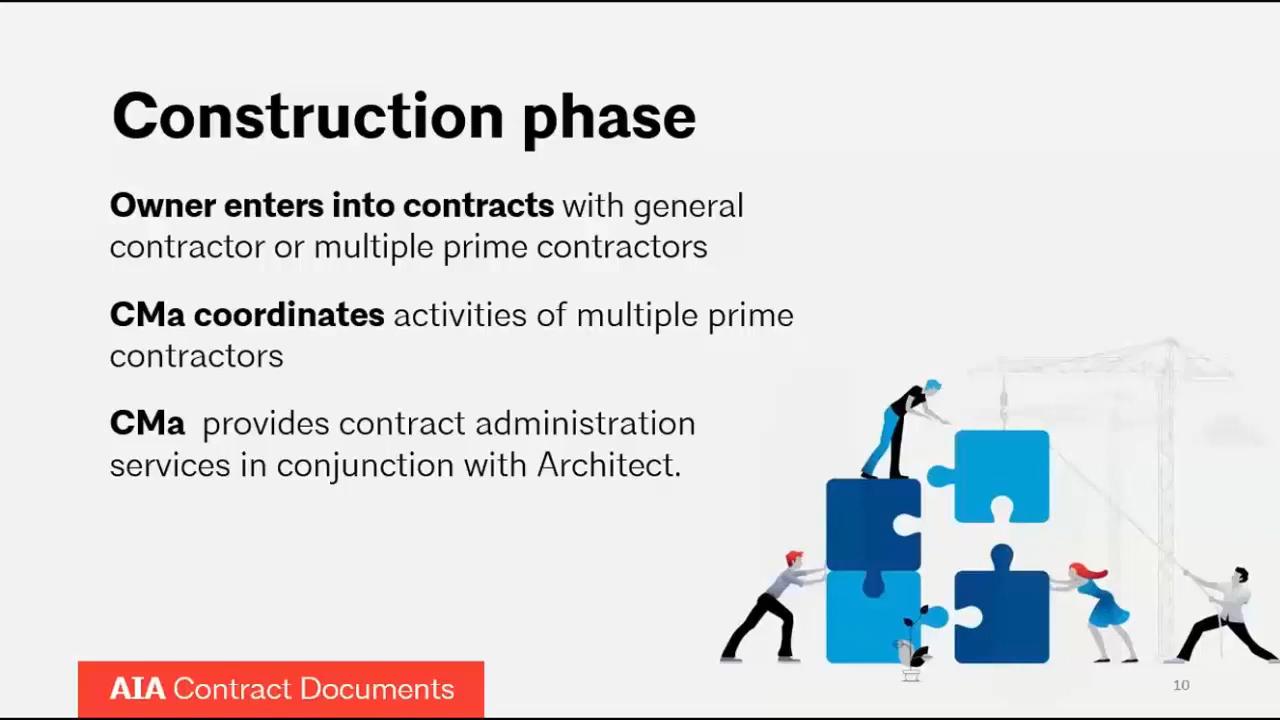 Construction phase
Owner enters into contracts with general
contractor or multiple prime contractors
CMa coordinates activities of multiple prime
contractors
CMa provides contract administration
services in conjunction with Architect.
AIA Contract Documents
10